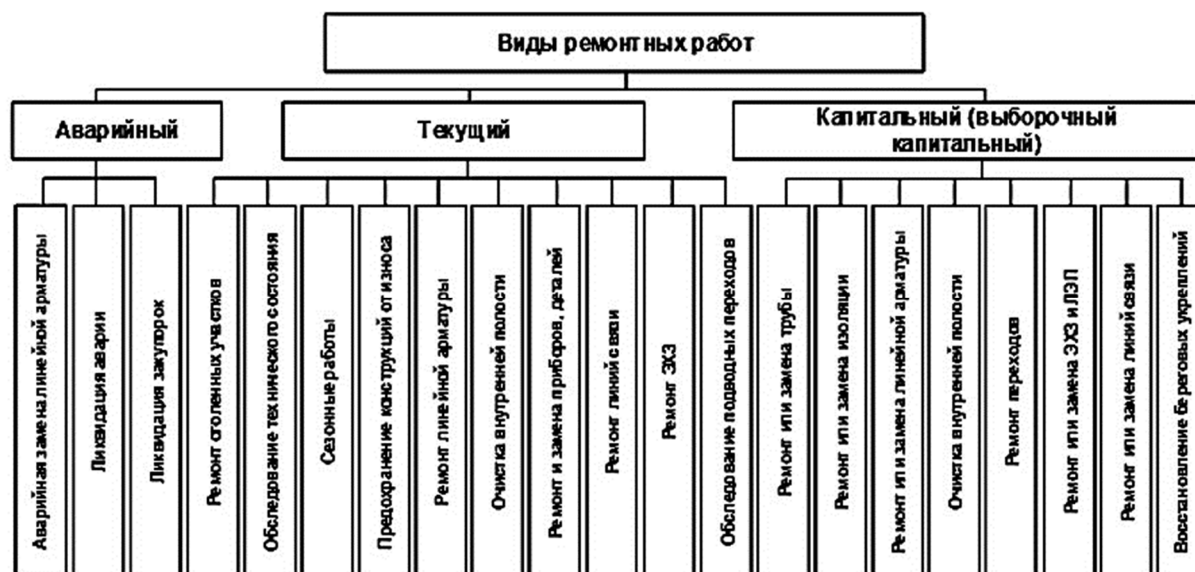 Виды ремонтных работ
Аварийный
Текущий
Капитальный (выборочный
капитальный)
Аварийная замена линейной арматуры
Ликвидация аварии
Ликвидация закупорок
Ремонт оголенных участков
Обследование технического состояния
Сезонные работы
Предохранение конструкций от износа
Ремонт линейной арматуры
Очистка внутренней полости
Ремонт и замена приборов, деталей
Ремонт линий связи
Ремонт ЭХЗ
Обследование подводных переходов
Ремонт или замена трубы
Ремонт или замена изоляции
Ремонт или замена линейной арматуры
Очистка внутренней полости
Ремонт переходов
Ремонт или замена ЭХЗ и ЛЭП
Ремонт или замена линий связи
Восстановление береговых укреплений